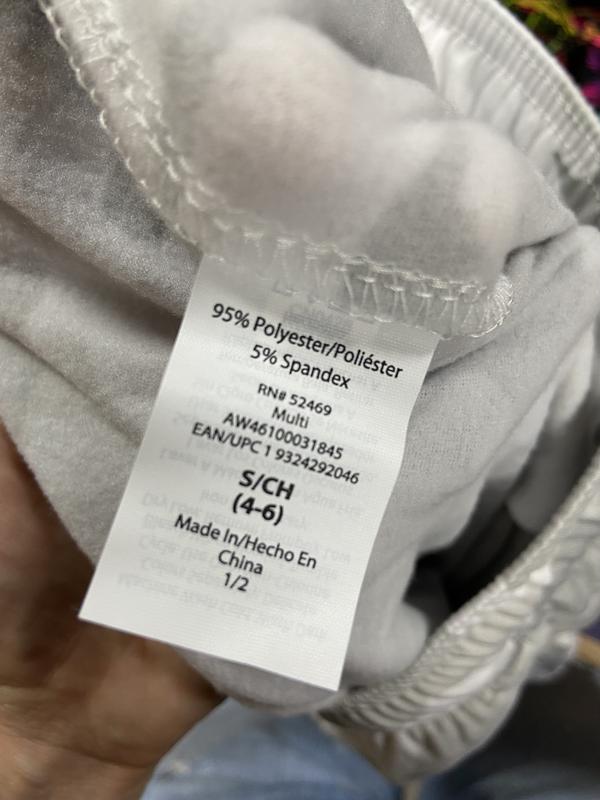 95% Polyester/Poliéster
5% Spandex
RN# 52469
Multi
AW46100031845
EAN/UPC 1 9324292046
S/CH
(4-6)
Made In/Hecho En
China
1/2